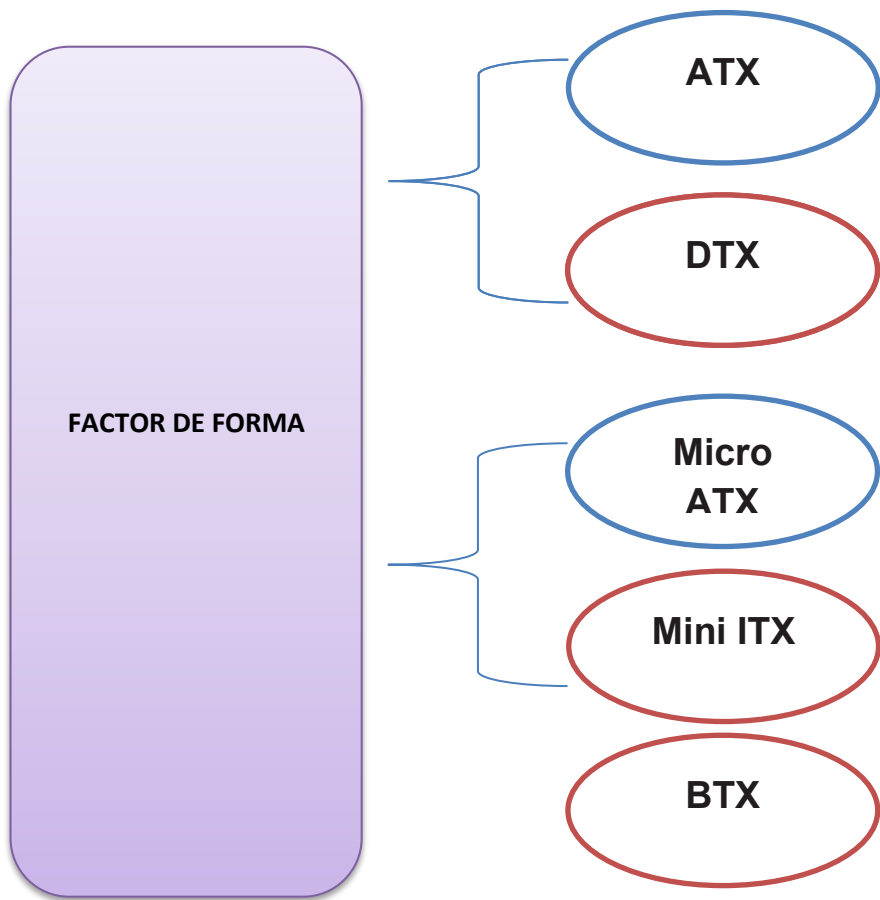 FACTOR DE FORMA
ATX
DTX
Micro
ATX
Mini ITX
BTX